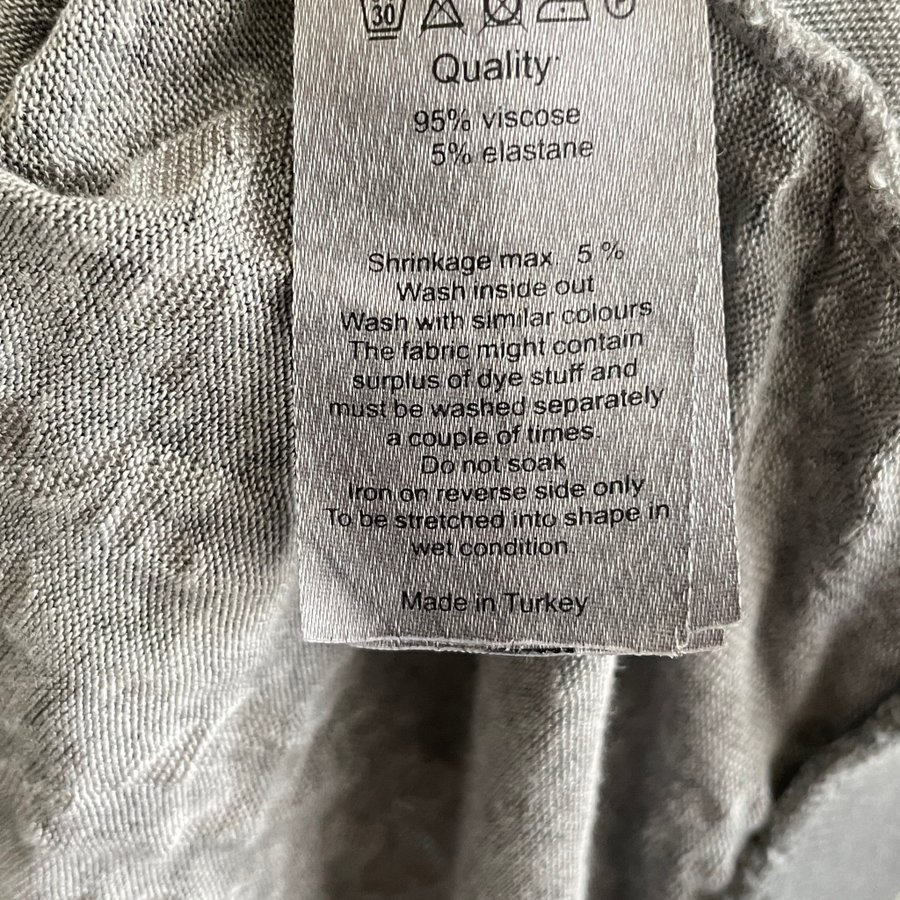 30
Quality
95% viscose
5% elastane
Shrinkage max 5 %
Wash inside out
Wash with similar colours
The fabric might contain
surplus of dye stuff and
must be washed separately
a couple of times.
Do not soak
Iron on reverse side only
To be stretched into shape in
wet condition
Made in Turkey